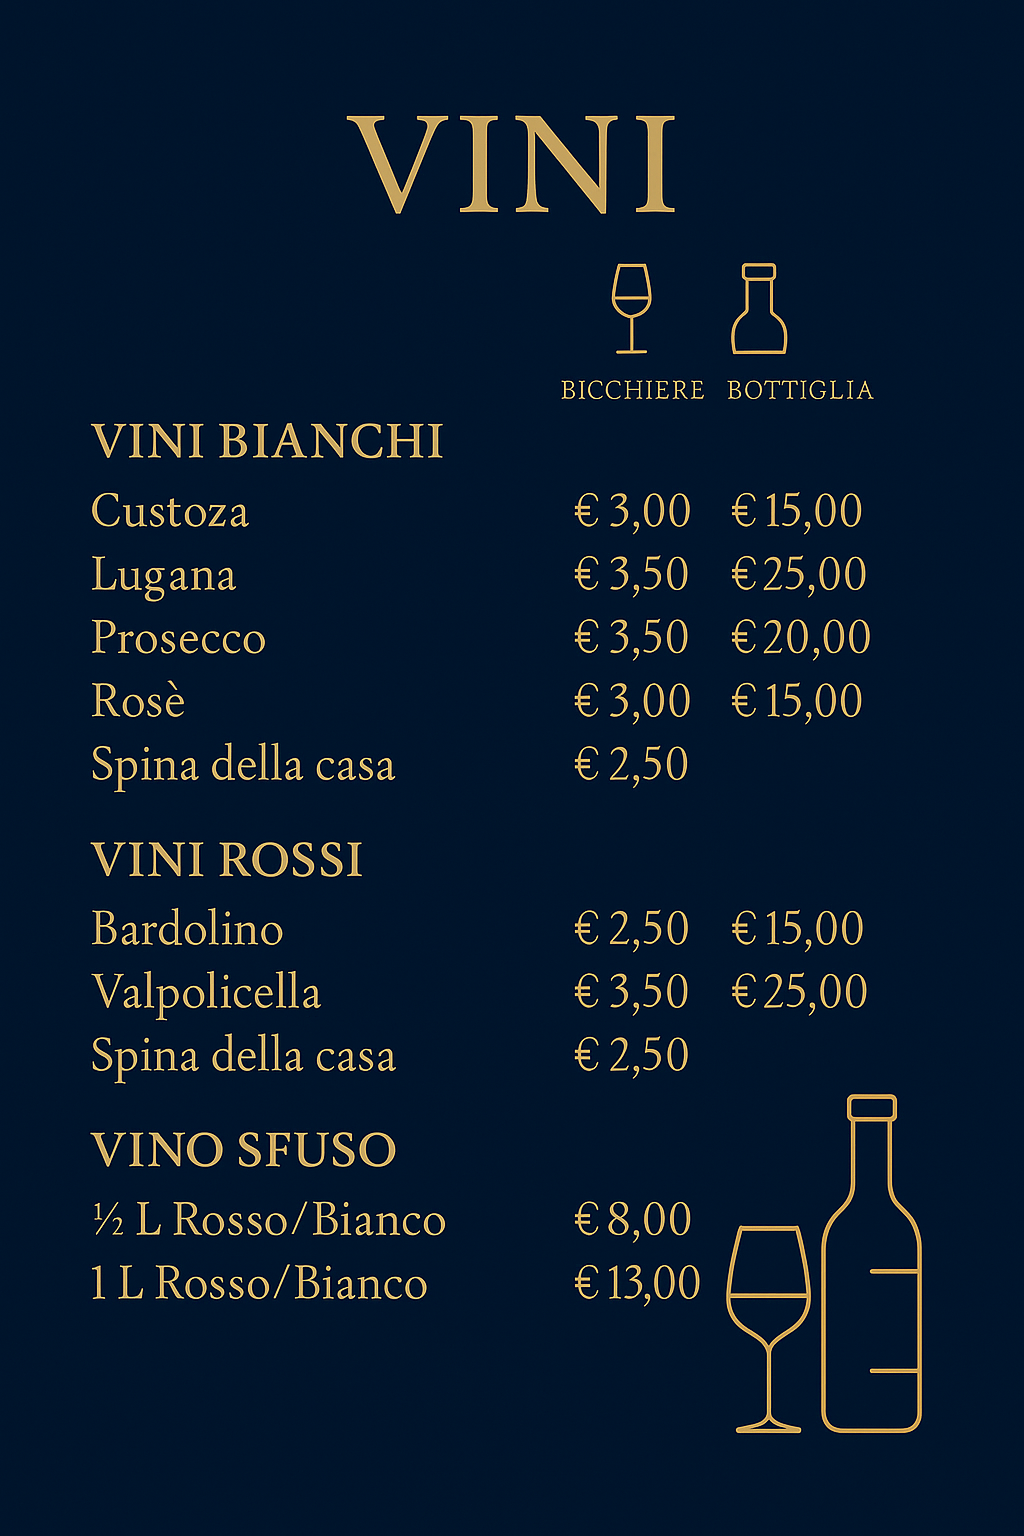 VINI
BICCHIERE BOTTIGLIA
VINI BIANCHI
Custoza € 3,00 € 15,00
Lugana € 3,50 € 25,00
Prosecco € 3,50 € 20,00
Rosè € 3,00 € 15,00
Spina della casa € 2,50
VINI ROSSI
Bardolino € 2,50 € 15,00
Valpolicella € 3,50 € 25,00
Spina della casa € 2,50
VINO SFUSO
½ L Rosso/Bianco € 8,00
1 L Rosso/Bianco € 13,00